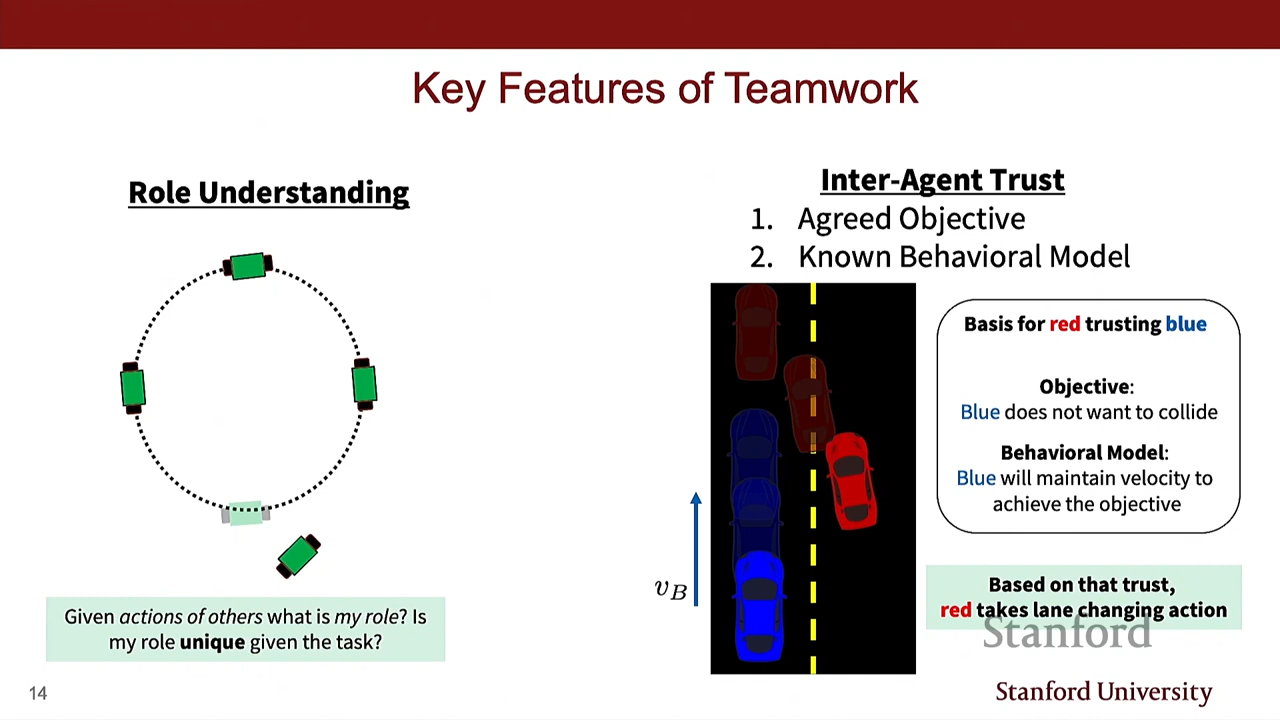 Key Features of Teamwork
Role Understanding
Given actions of others what is my role? Is
my role unique given the task?
Inter-Agent Trust
1. Agreed Objective
2. Known Behavioral Model
v_B
Basis for red trusting blue
Objective:
Blue does not want to collide
Behavioral Model:
Blue will maintain velocity to
achieve the objective
Based on that trust,
red takes lane changing action
Stanford
14
Stanford University